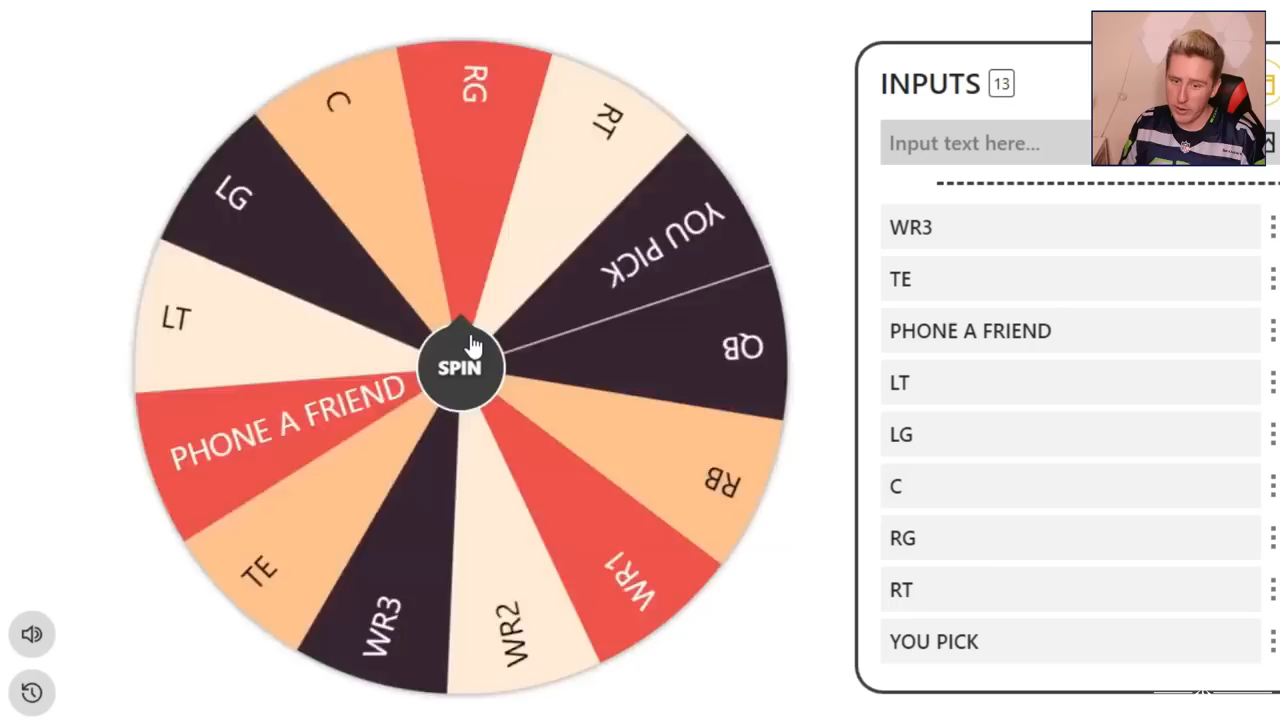 RG
RT
YOU PICK
QB
RB
WR1
WR2
WR3
TE
PHONE A FRIEND
LT
LG
C
SPIN
INPUTS 13
Input text here...
WR3
TE
PHONE A FRIEND
LT
LG
C
RG
RT
YOU PICK